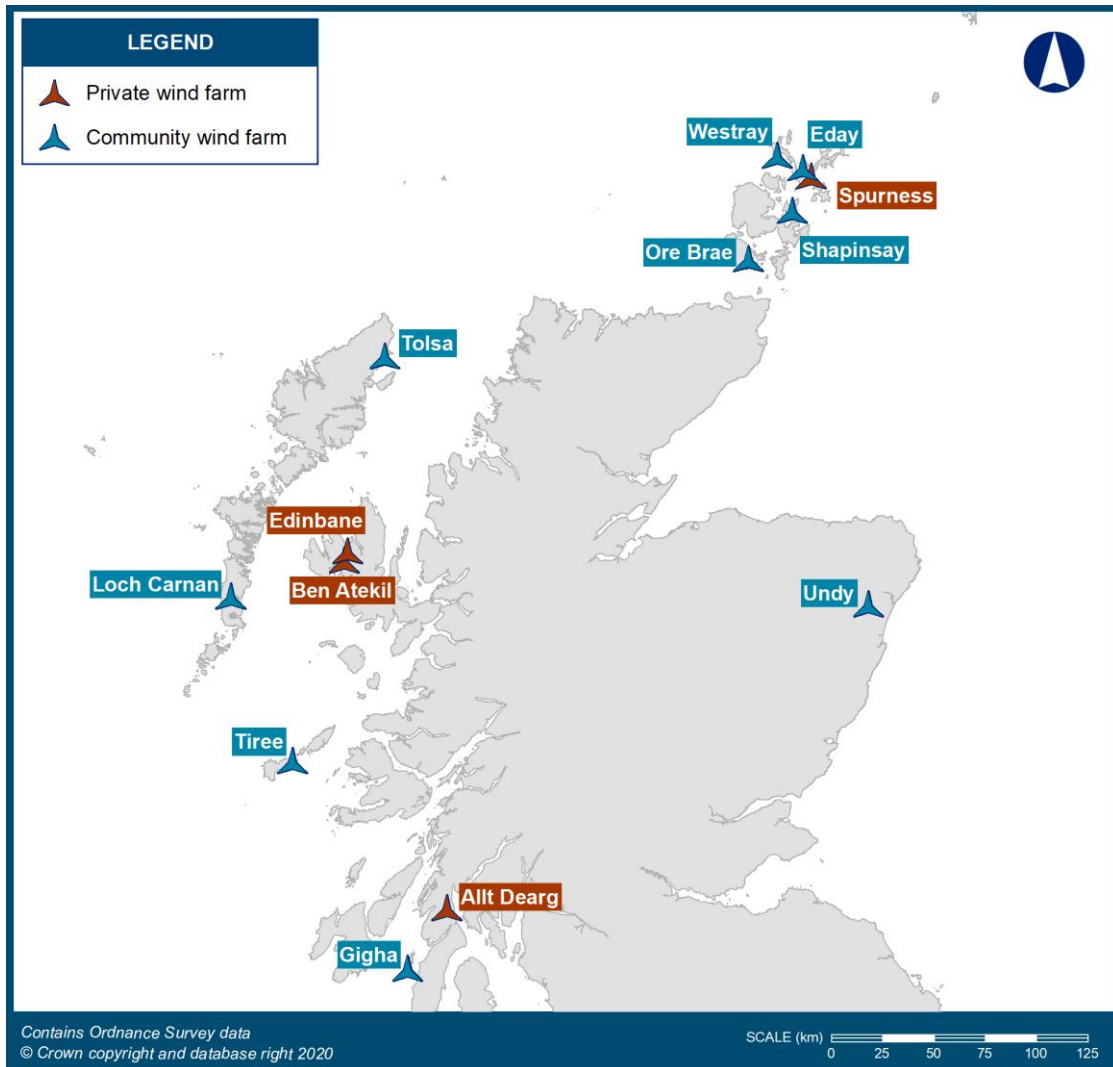 LEGEND
Private wind farm
Community wind farm
Westray
Eday
Spurness
Ore Brae
Shapinsay
Tolsa
Edinbane
Loch Carnan
Ben Atekil
Undy
Tiree
Allt Dearg
Gigha
Contains Ordnance Survey data
© Crown copyright and database right 2020
SCALE (km)
0 25 50 75 100 125